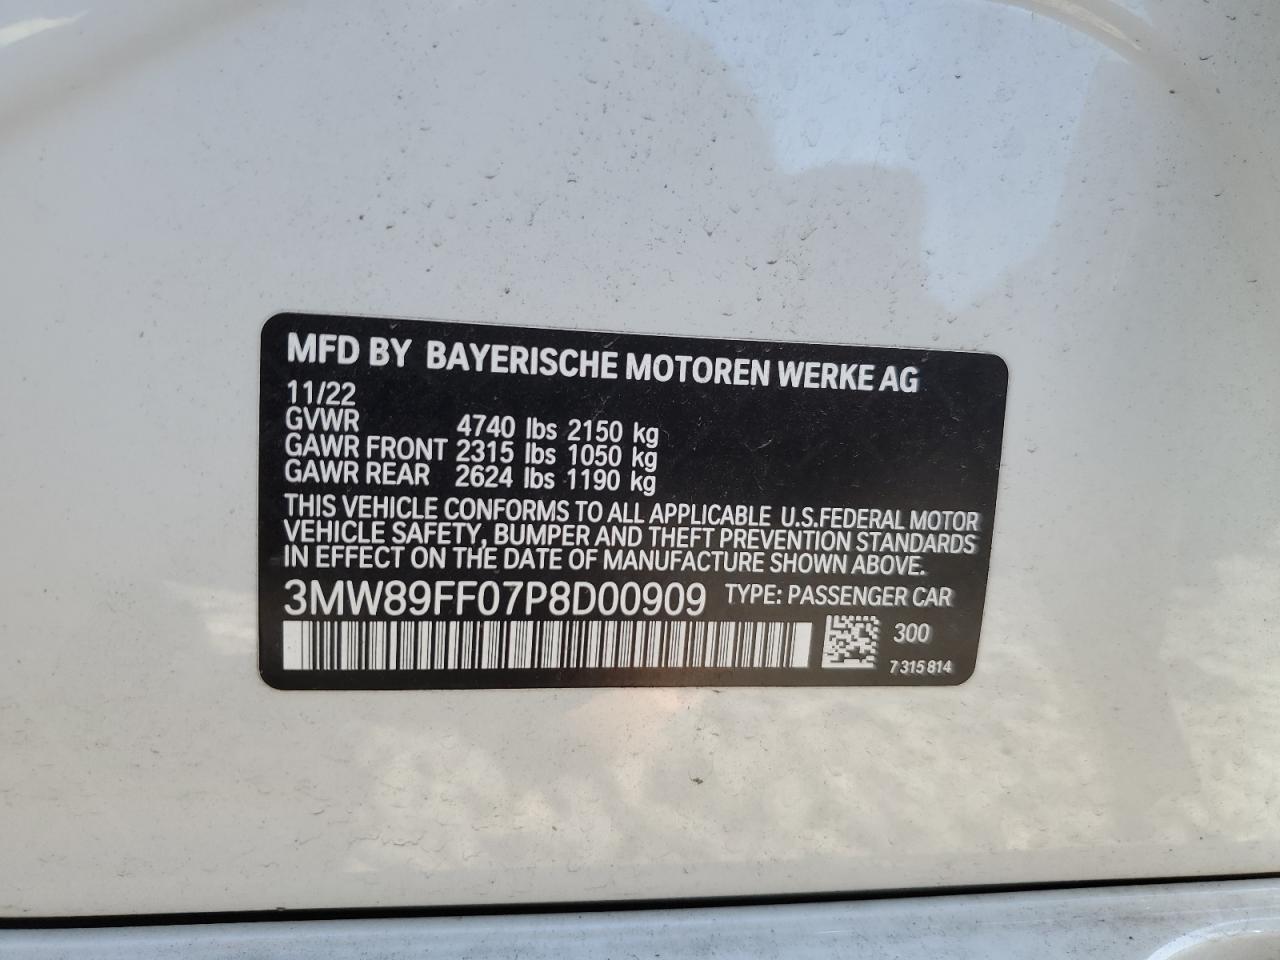 MFD BY BAYERISCHE MOTOREN WERKE AG
11/22
GVWR 4740 lbs 2150 kg
GAWR FRONT 2315 lbs 1050 kg
GAWR REAR 2624 lbs 1190 kg
THIS VEHICLE CONFORMS TO ALL APPLICABLE U.S.FEDERAL MOTOR
VEHICLE SAFETY, BUMPER AND THEFT PREVENTION STANDARDS
IN EFFECT ON THE DATE OF MANUFACTURE SHOWN ABOVE.
3MW89FF07P8D00909 TYPE: PASSENGER CAR
300
7 315 814